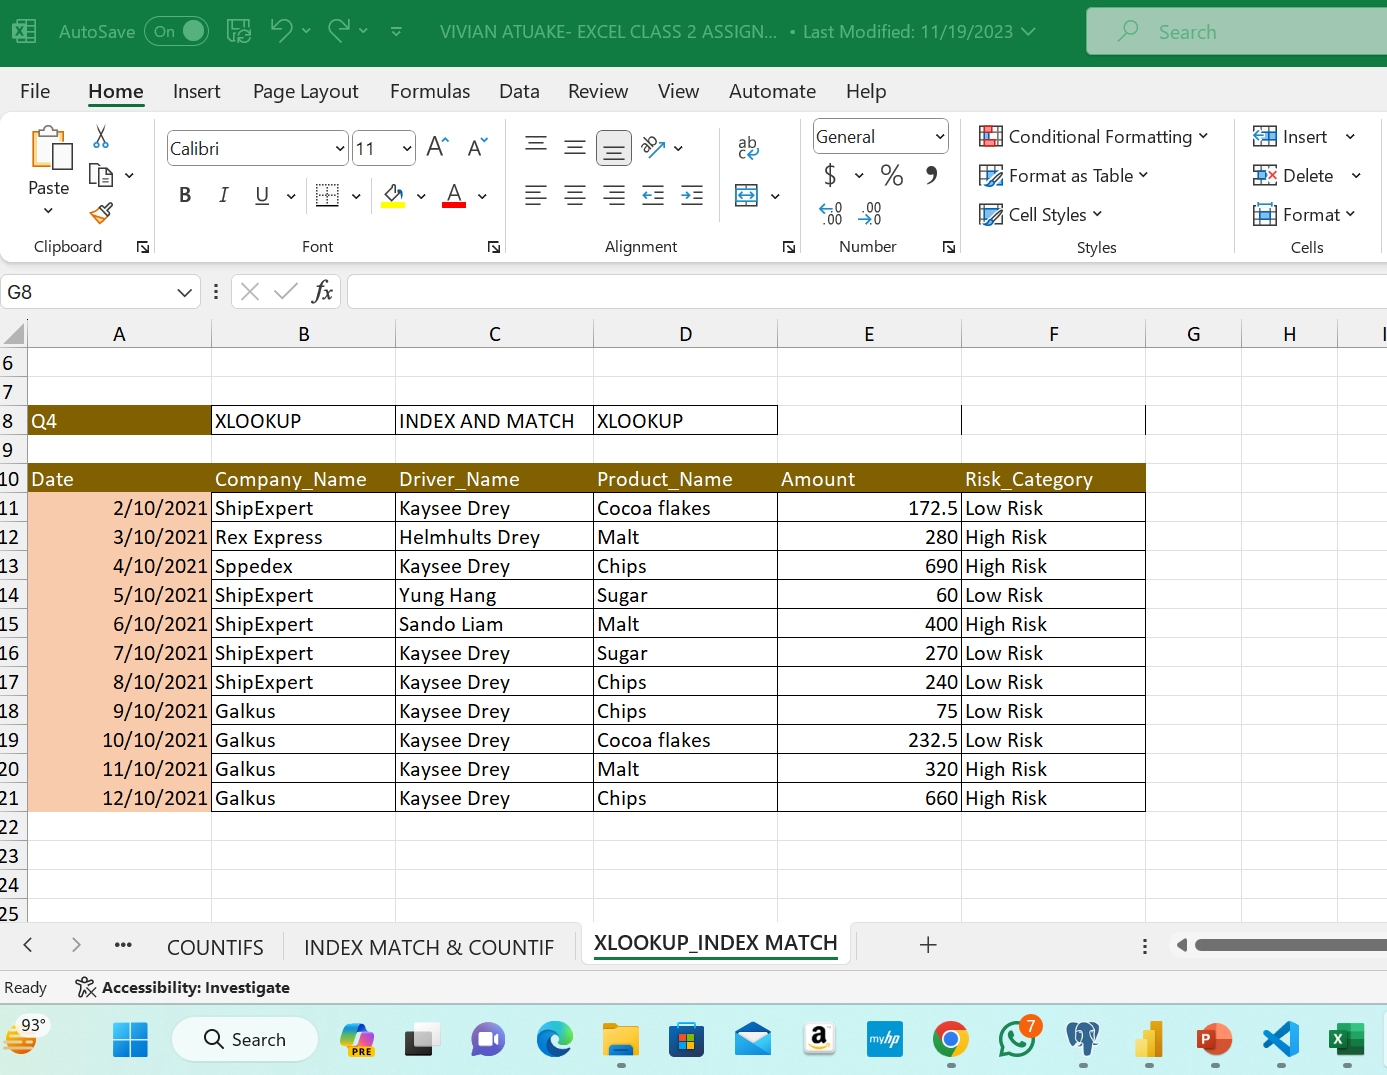 AutoSave On VIVIAN ATUAKE- EXCEL CLASS 2 ASSIGN... • Last Modified: 11/19/2023 Search
File Home Insert Page Layout Formulas Data Review View Automate Help
Paste Calibri 11 A A ab c General Conditional Formatting Insert
B I U A $ % , Format as Table Delete
.00 .00 Cell Styles Format
Clipboard Font Alignment Number Styles Cells
G8 fx
A B C D E F G H I
6
7
8 Q4 XLOOKUP INDEX AND MATCH XLOOKUP
9
10 Date Company_Name Driver_Name Product_Name Amount Risk_Category
11 2/10/2021 ShipExpert Kaysee Drey Cocoa flakes 172.5 Low Risk
12 3/10/2021 Rex Express Helmhults Drey Malt 280 High Risk
13 4/10/2021 Sppedex Kaysee Drey Chips 690 High Risk
14 5/10/2021 ShipExpert Yung Hang Sugar 60 Low Risk
15 6/10/2021 ShipExpert Sando Liam Malt 400 High Risk
16 7/10/2021 ShipExpert Kaysee Drey Sugar 270 Low Risk
17 8/10/2021 ShipExpert Kaysee Drey Chips 240 Low Risk
18 9/10/2021 Galkus Kaysee Drey Chips 75 Low Risk
19 10/10/2021 Galkus Kaysee Drey Cocoa flakes 232.5 Low Risk
20 11/10/2021 Galkus Kaysee Drey Malt 320 High Risk
21 12/10/2021 Galkus Kaysee Drey Chips 660 High Risk
22
23
24
25
COUNTIFS INDEX MATCH & COUNTIF XLOOKUP_INDEX MATCH +
Ready Accessibility: Investigate
93° Search PRE a myhp 7 P X